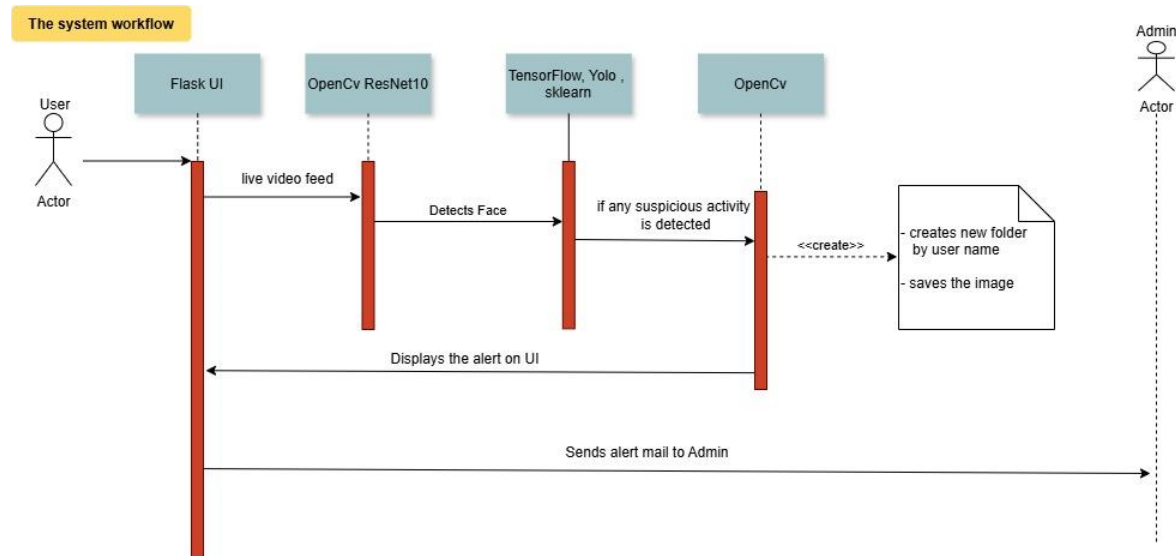 The system workflow
Admin
Flask UI
OpenCv ResNet10
TensorFlow, Yolo ,
sklearn
OpenCv
User
Actor
Actor
live video feed
Detects Face
if any suspicious activity
is detected
<<create>>
- creates new folder
by user name
- saves the image
Displays the alert on UI
Sends alert mail to Admin